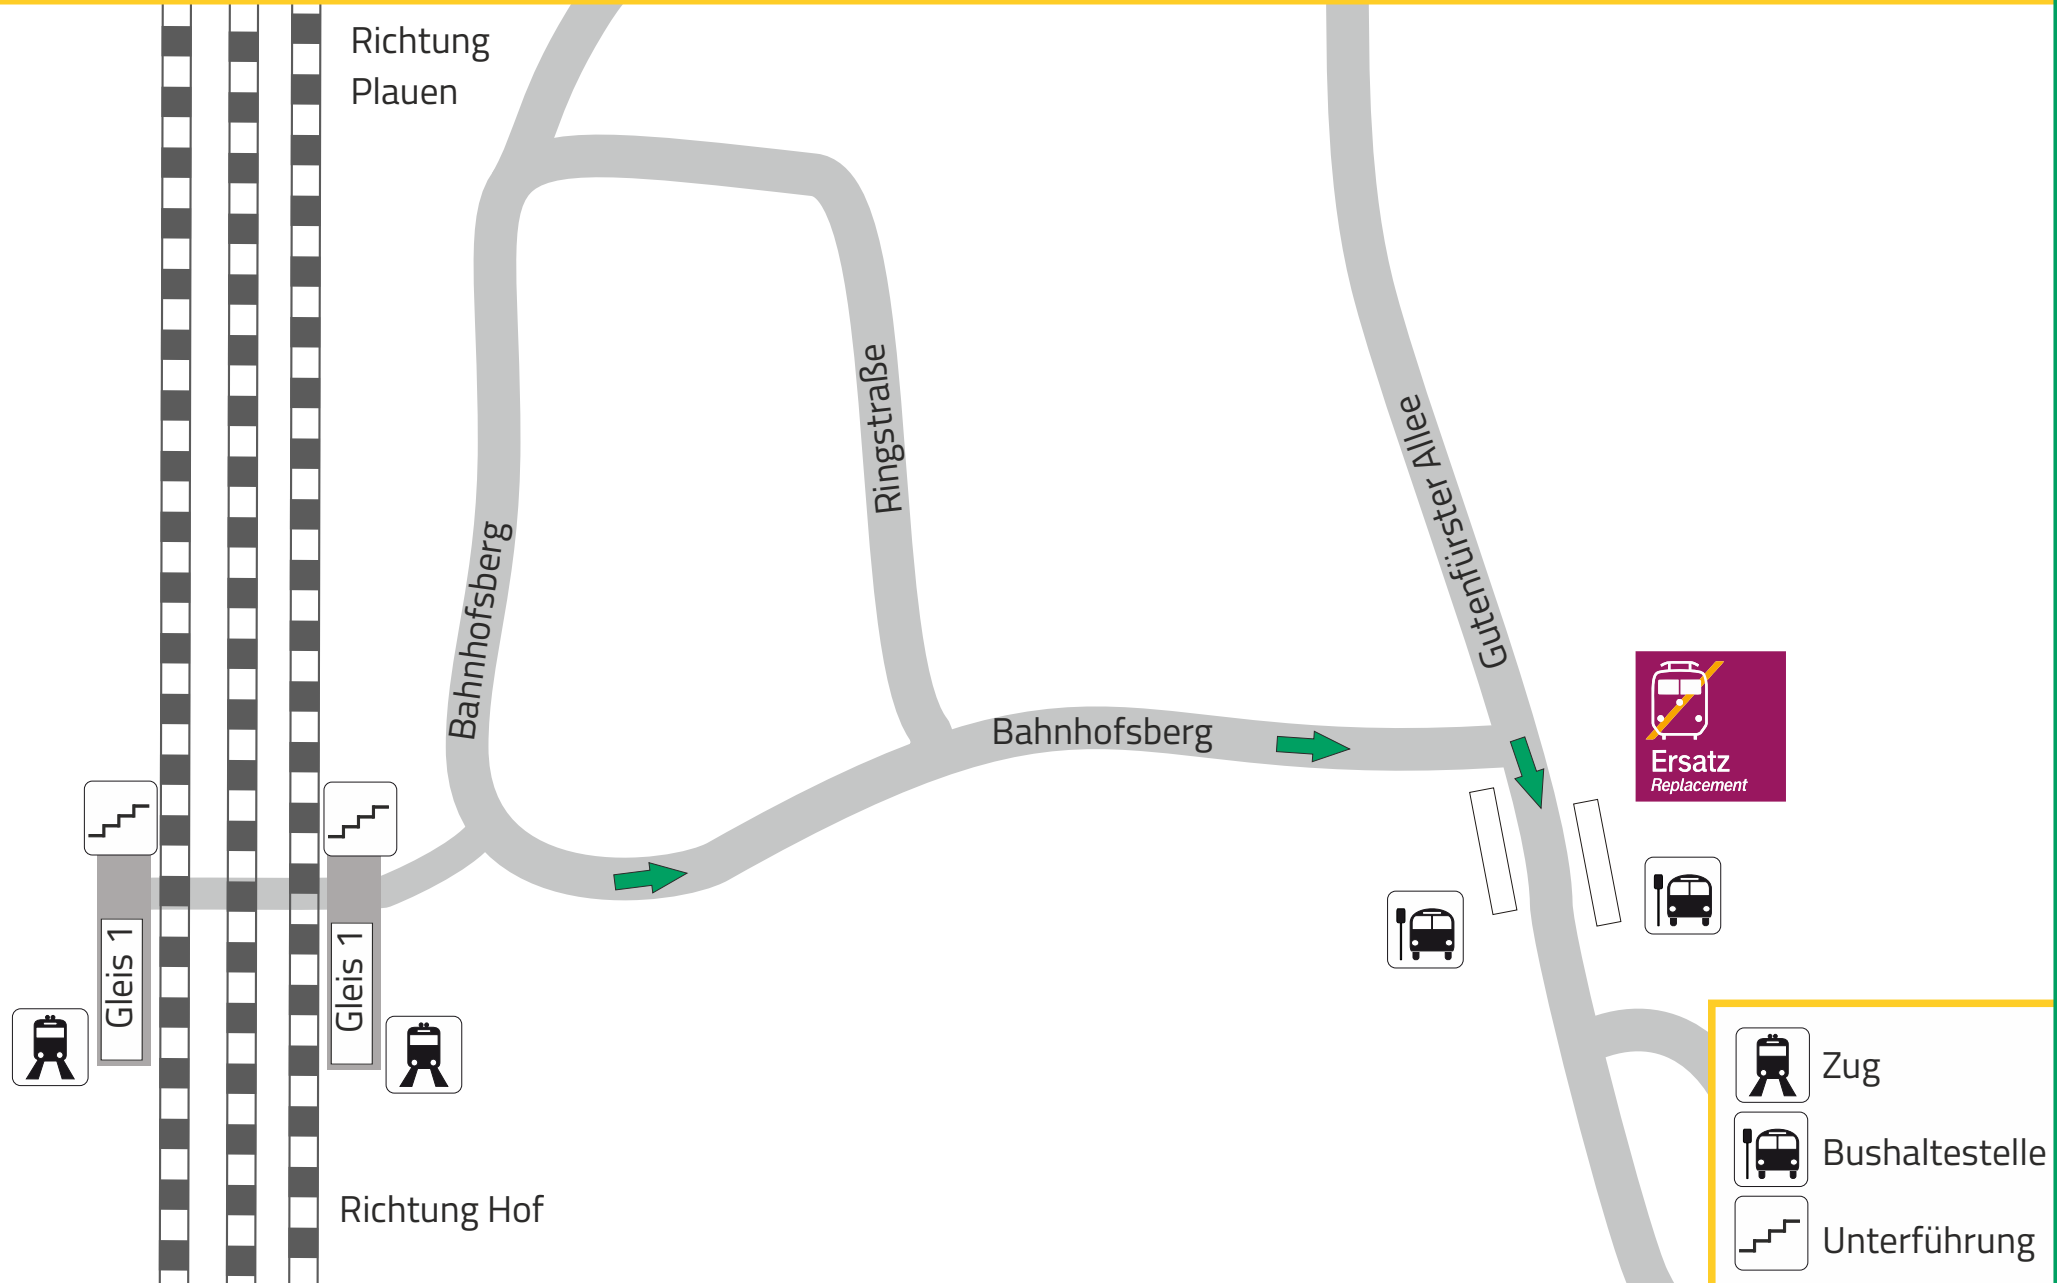 Richtung
Plauen
Ringstraße
Gutenfürster Allee
Bahnhofsberg
Bahnhofsberg
Ersatz
Replacement
Gleis 1
Gleis 1
Richtung Hof
Zug
Bushaltestelle
Unterführung